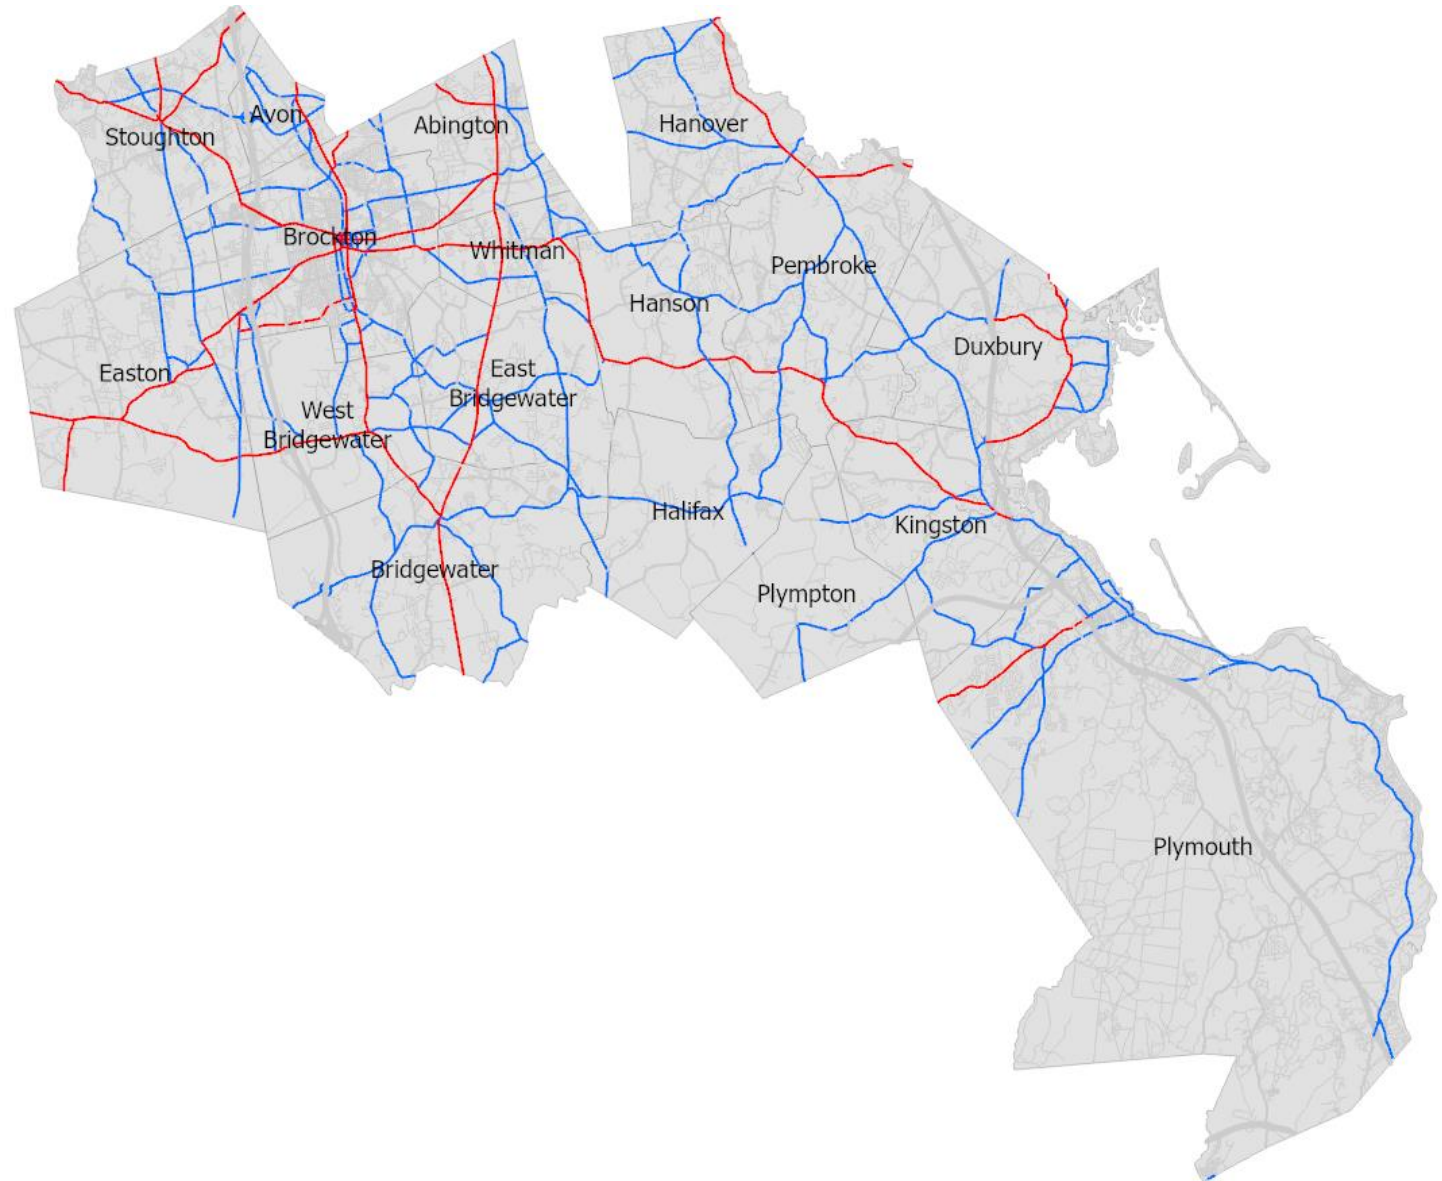 Avon
Stoughton
Abington
Hanover
Brockton
Whitman
Pembroke
Hanson
Duxbury
Easton
East
Bridgewater
West
Bridgewater
Halifax
Kingston
Bridgewater
Plympton
Plymouth